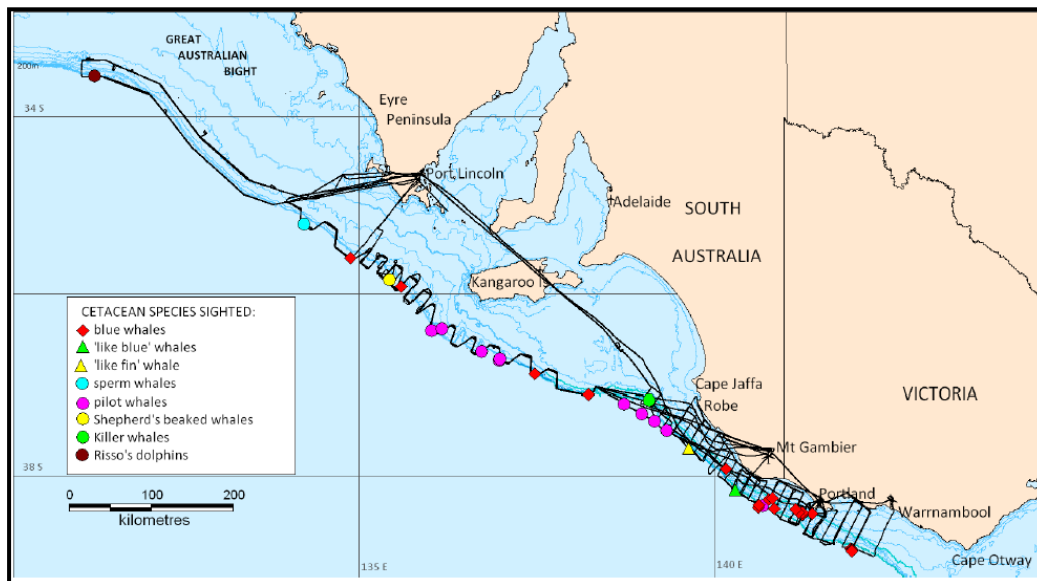 GREAT
AUSTRALIAN
BIGHT
200m
34 S
Eyre
Peninsula
Port Lincoln
Adelaide
SOUTH
AUSTRALIA
Kangaroo Is
CETACEAN SPECIES SIGHTED:
blue whales
'like blue' whales
'like fin' whale
sperm whales
pilot whales
Shepherd's beaked whales
Killer whales
Risso's dolphins
Cape Jaffa
Robe
VICTORIA
Mt Gambier
38 S
Portland
Warrnambool
0 100 200
kilometres
Cape Otway
135 E
140 E